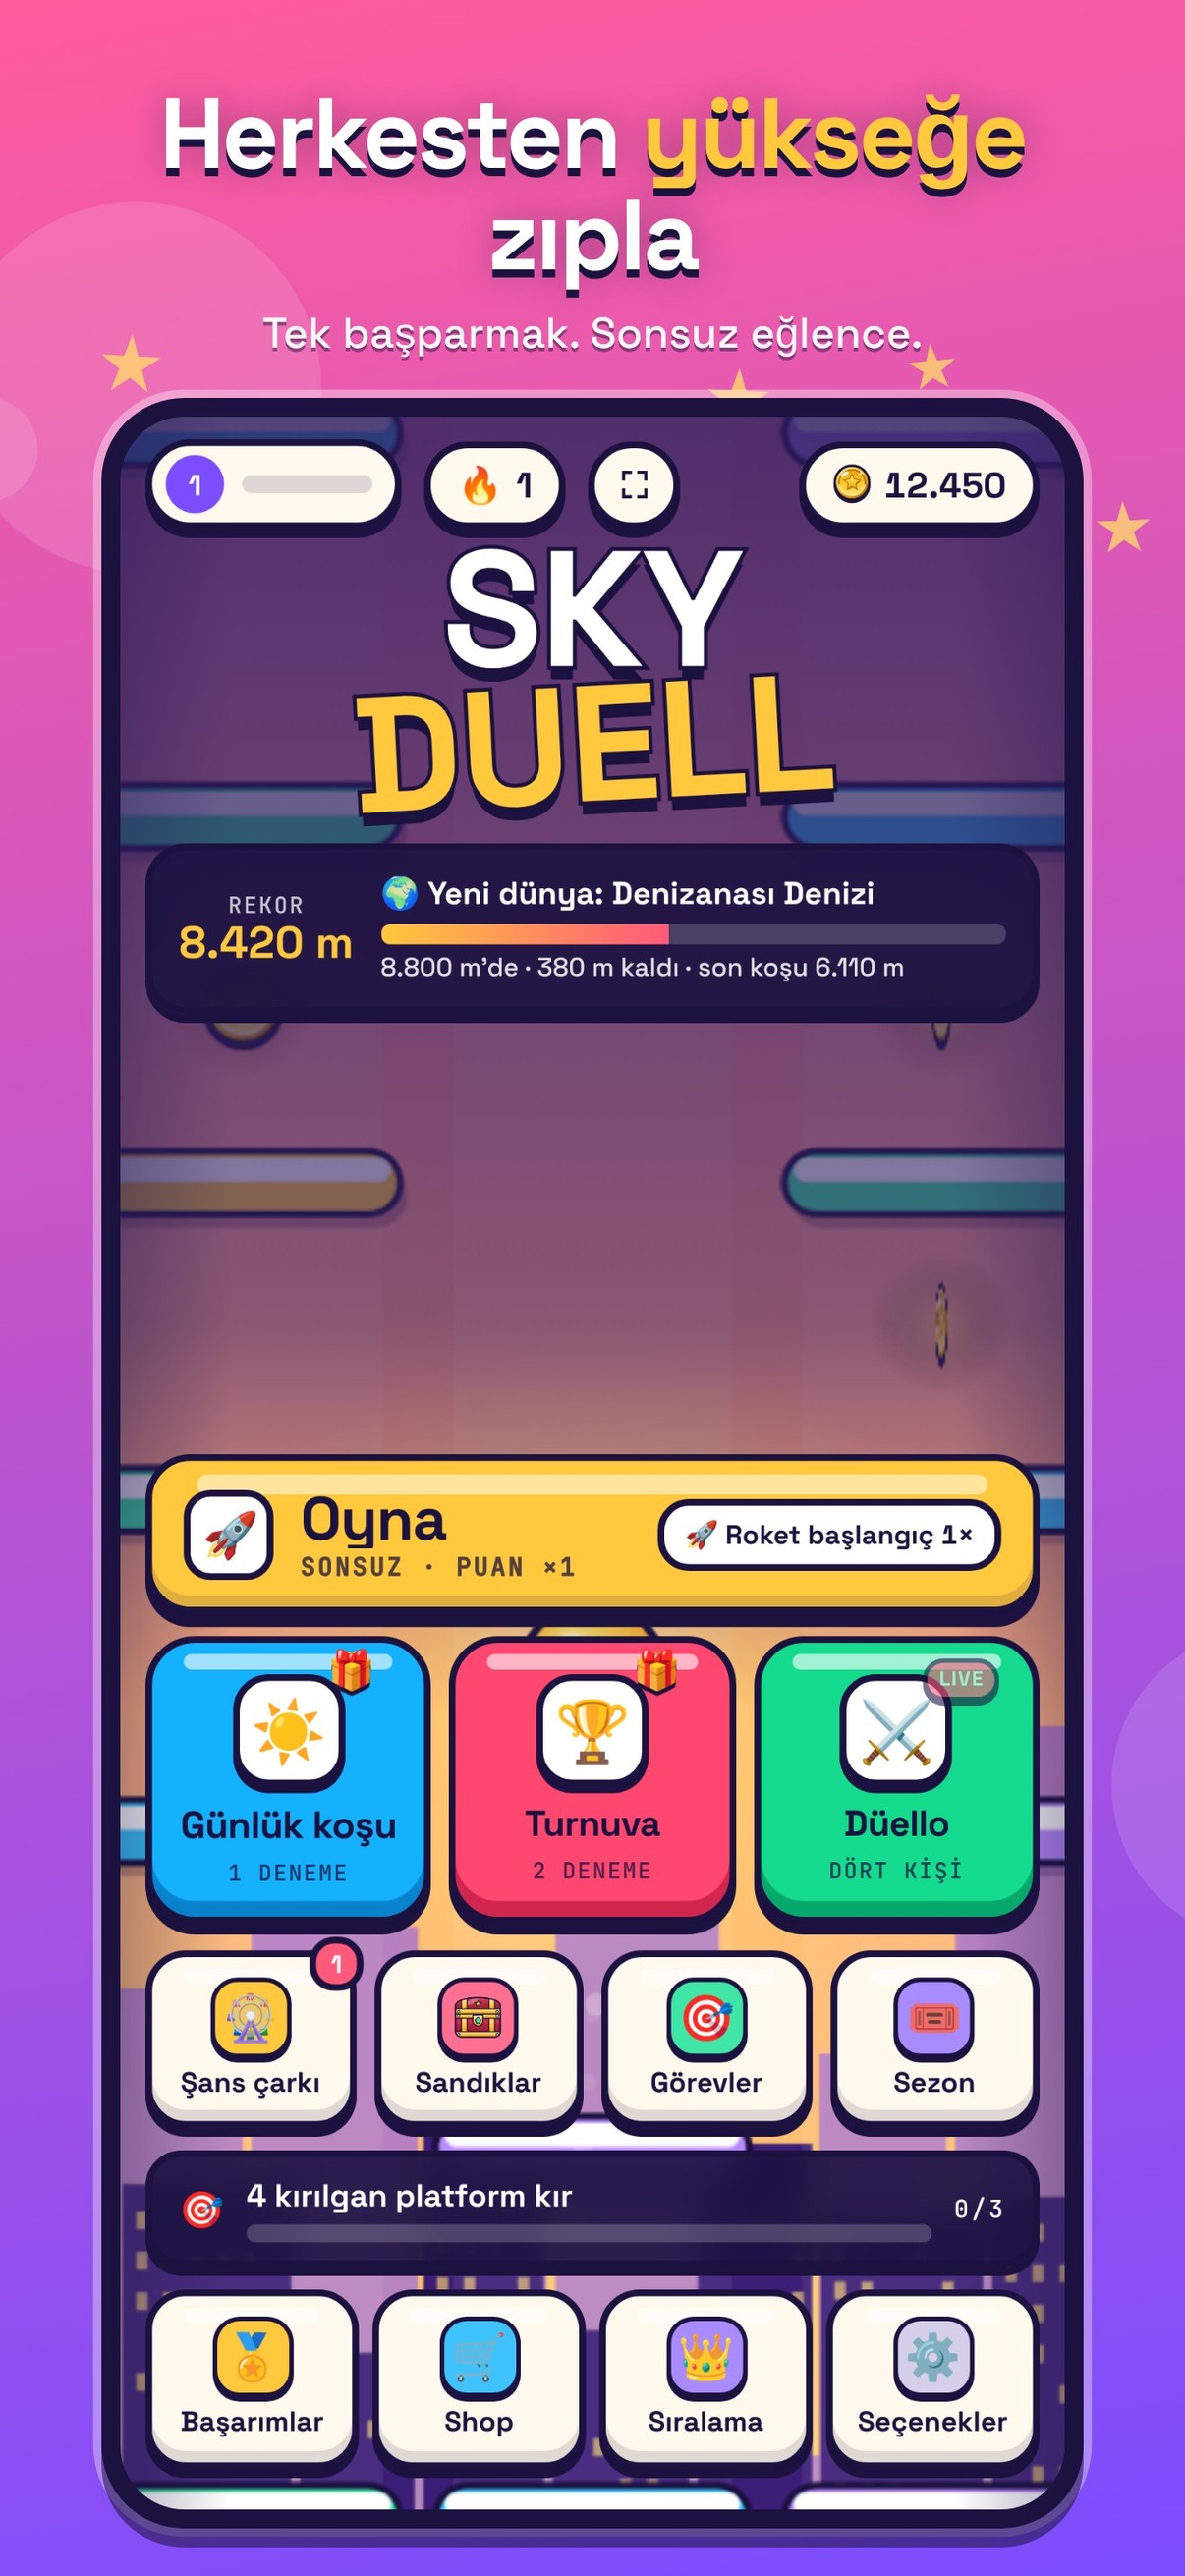 Herkesten yükseğe
zıpla
Tek başparmak. Sonsuz eğlence.
1
1
12.450
SKY
DUELL
REKOR
8.420 m
Yeni dünya: Denizanası Denizi
8.800 m'de · 380 m kaldı · son koşu 6.110 m
Oyna
SONSUZ · PUAN ×1
Roket başlangıç 1×
Günlük koşu
1 DENEME
Turnuva
2 DENEME
LIVE
Düello
DÖRT KİŞİ
1
Şans çarkı
Sandıklar
Görevler
Sezon
4 kırılgan platform kır
0/3
Başarımlar
Shop
Sıralama
Seçenekler